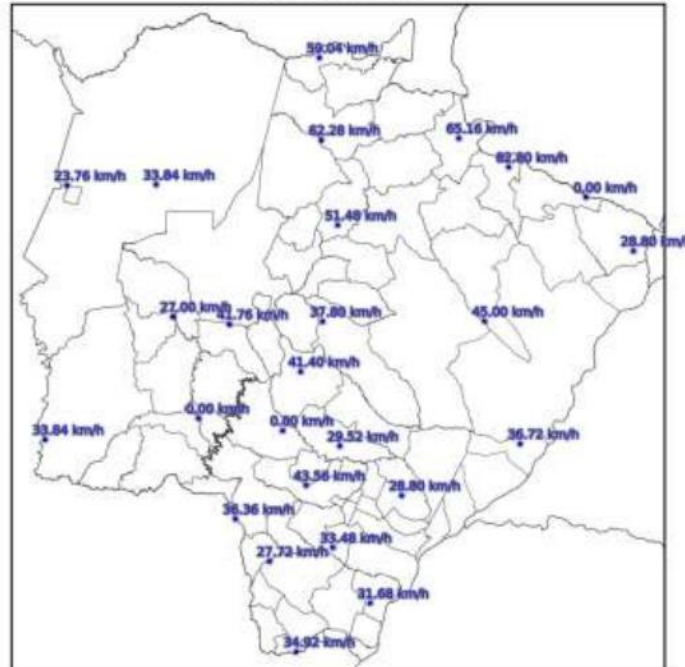 59.04 km/h
62.28 km/h
65.16 km/h
82.80 km/h
23.76 km/h
33.84 km/h
0.00 km/h
51.48 km/h
28.80 km/h
27.00 km/h
41.76 km/h
37.80 km/h
45.00 km/h
41.40 km/h
0.00 km/h
33.84 km/h
0.00 km/h
29.52 km/h
36.72 km/h
43.56 km/h
28.80 km/h
36.36 km/h
33.48 km/h
27.72 km/h
31.68 km/h
34.92 km/h